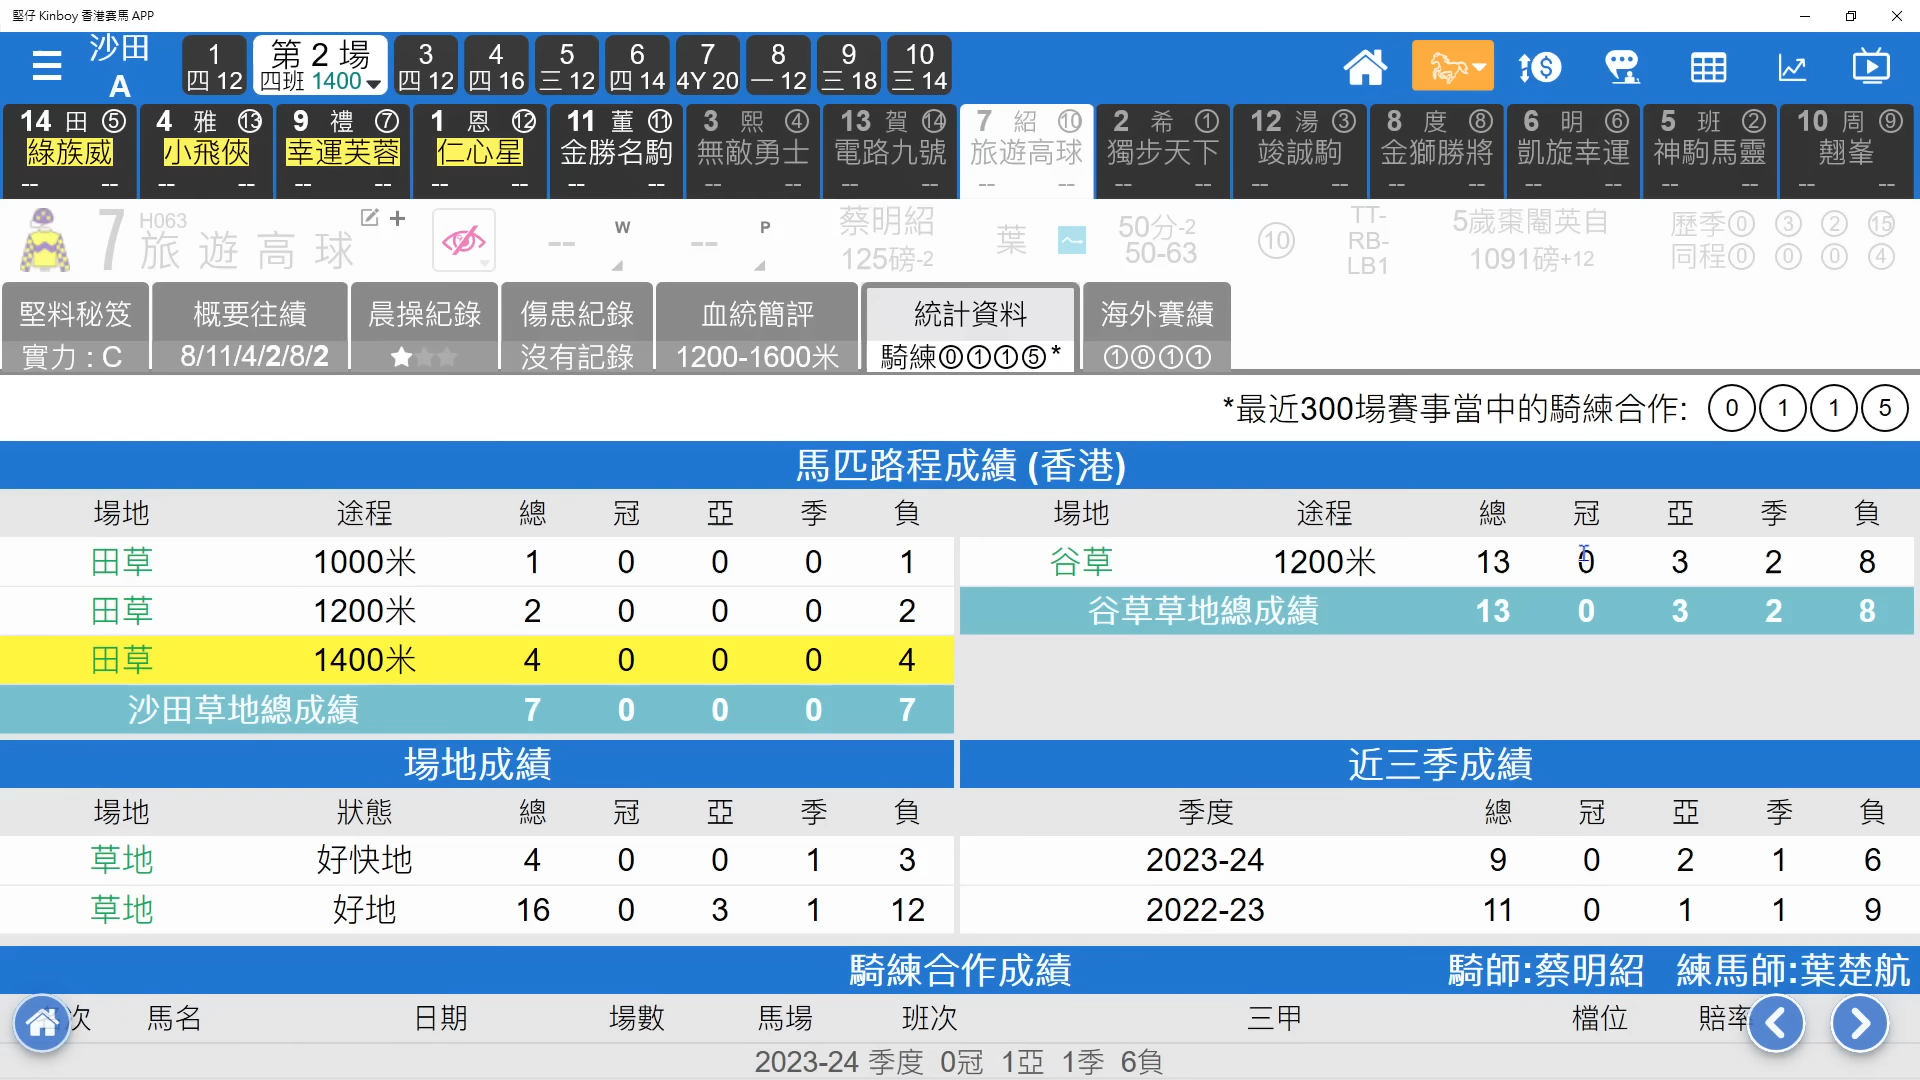 堅仔 Kinboy 香港賽馬 APP
沙田 A
1 四 12
第 2 場 四班 1400
3 四 12
4 四 16
5 三 12
6 四 14
7 4Y 20
8 一 12
9 三 18
10 三 14
14 田 ⑤ 4 雅 ⑬ 9 禮 ⑦ 1 恩 ⑫ 11 董 ⑪ 3 熙 ④ 13 賀 ⑭ 7 紹 ⑩ 2 希 ① 12 湯 ③ 8 度 ⑧ 6 明 ⑥ 5 班 ② 10 周 ⑨
綠族威 小飛俠 幸運芙蓉 仁心星 金勝名駒 無敵勇士 電路九號 旅遊高球 獨步天下 竣誠駒 金獅勝將 凱旋幸運 神駒馬靈 翹峯
-- -- -- -- -- -- -- -- -- -- -- -- -- -- -- -- -- -- -- -- -- -- -- -- -- -- -- --
7 H063 旅遊高球
-- W -- P
蔡明紹 125磅-2
葉
50分-2 50-63
⑩
TT- RB- LB1
5歲棗閹英自 1091磅+12
歷季⓪ ③ ② ⑮
同程⓪ ⓪ ⓪ ④
堅料秘笈 概要往績 晨操紀錄 傷患紀錄 血統簡評 統計資料 海外賽績
實力 : C 8/11/4/2/8/2 ★★★ 沒有記錄 1200-1600米 騎練⓪①①⑤* ①⓪①①
*最近300場賽事當中的騎練合作: 0 1 1 5
馬匹路程成績 (香港)
場地 途程 總 冠 亞 季 負 場地 途程 總 冠 亞 季 負
田草 1000米 1 0 0 0 1 谷草 1200米 13 0 3 2 8
田草 1200米 2 0 0 0 2 谷草草地總成績 13 0 3 2 8
田草 1400米 4 0 0 0 4
沙田草地總成績 7 0 0 0 7
場地成績 近三季成績
場地 狀態 總 冠 亞 季 負 季度 總 冠 亞 季 負
草地 好快地 4 0 0 1 3 2023-24 9 0 2 1 6
草地 好地 16 0 3 1 12 2022-23 11 0 1 1 9
騎練合作成績 騎師:蔡明紹 練馬師:葉楚航
次 馬名 日期 場數 馬場 班次 三甲 檔位 賠率
2023-24 季度 0冠 1亞 1季 6負